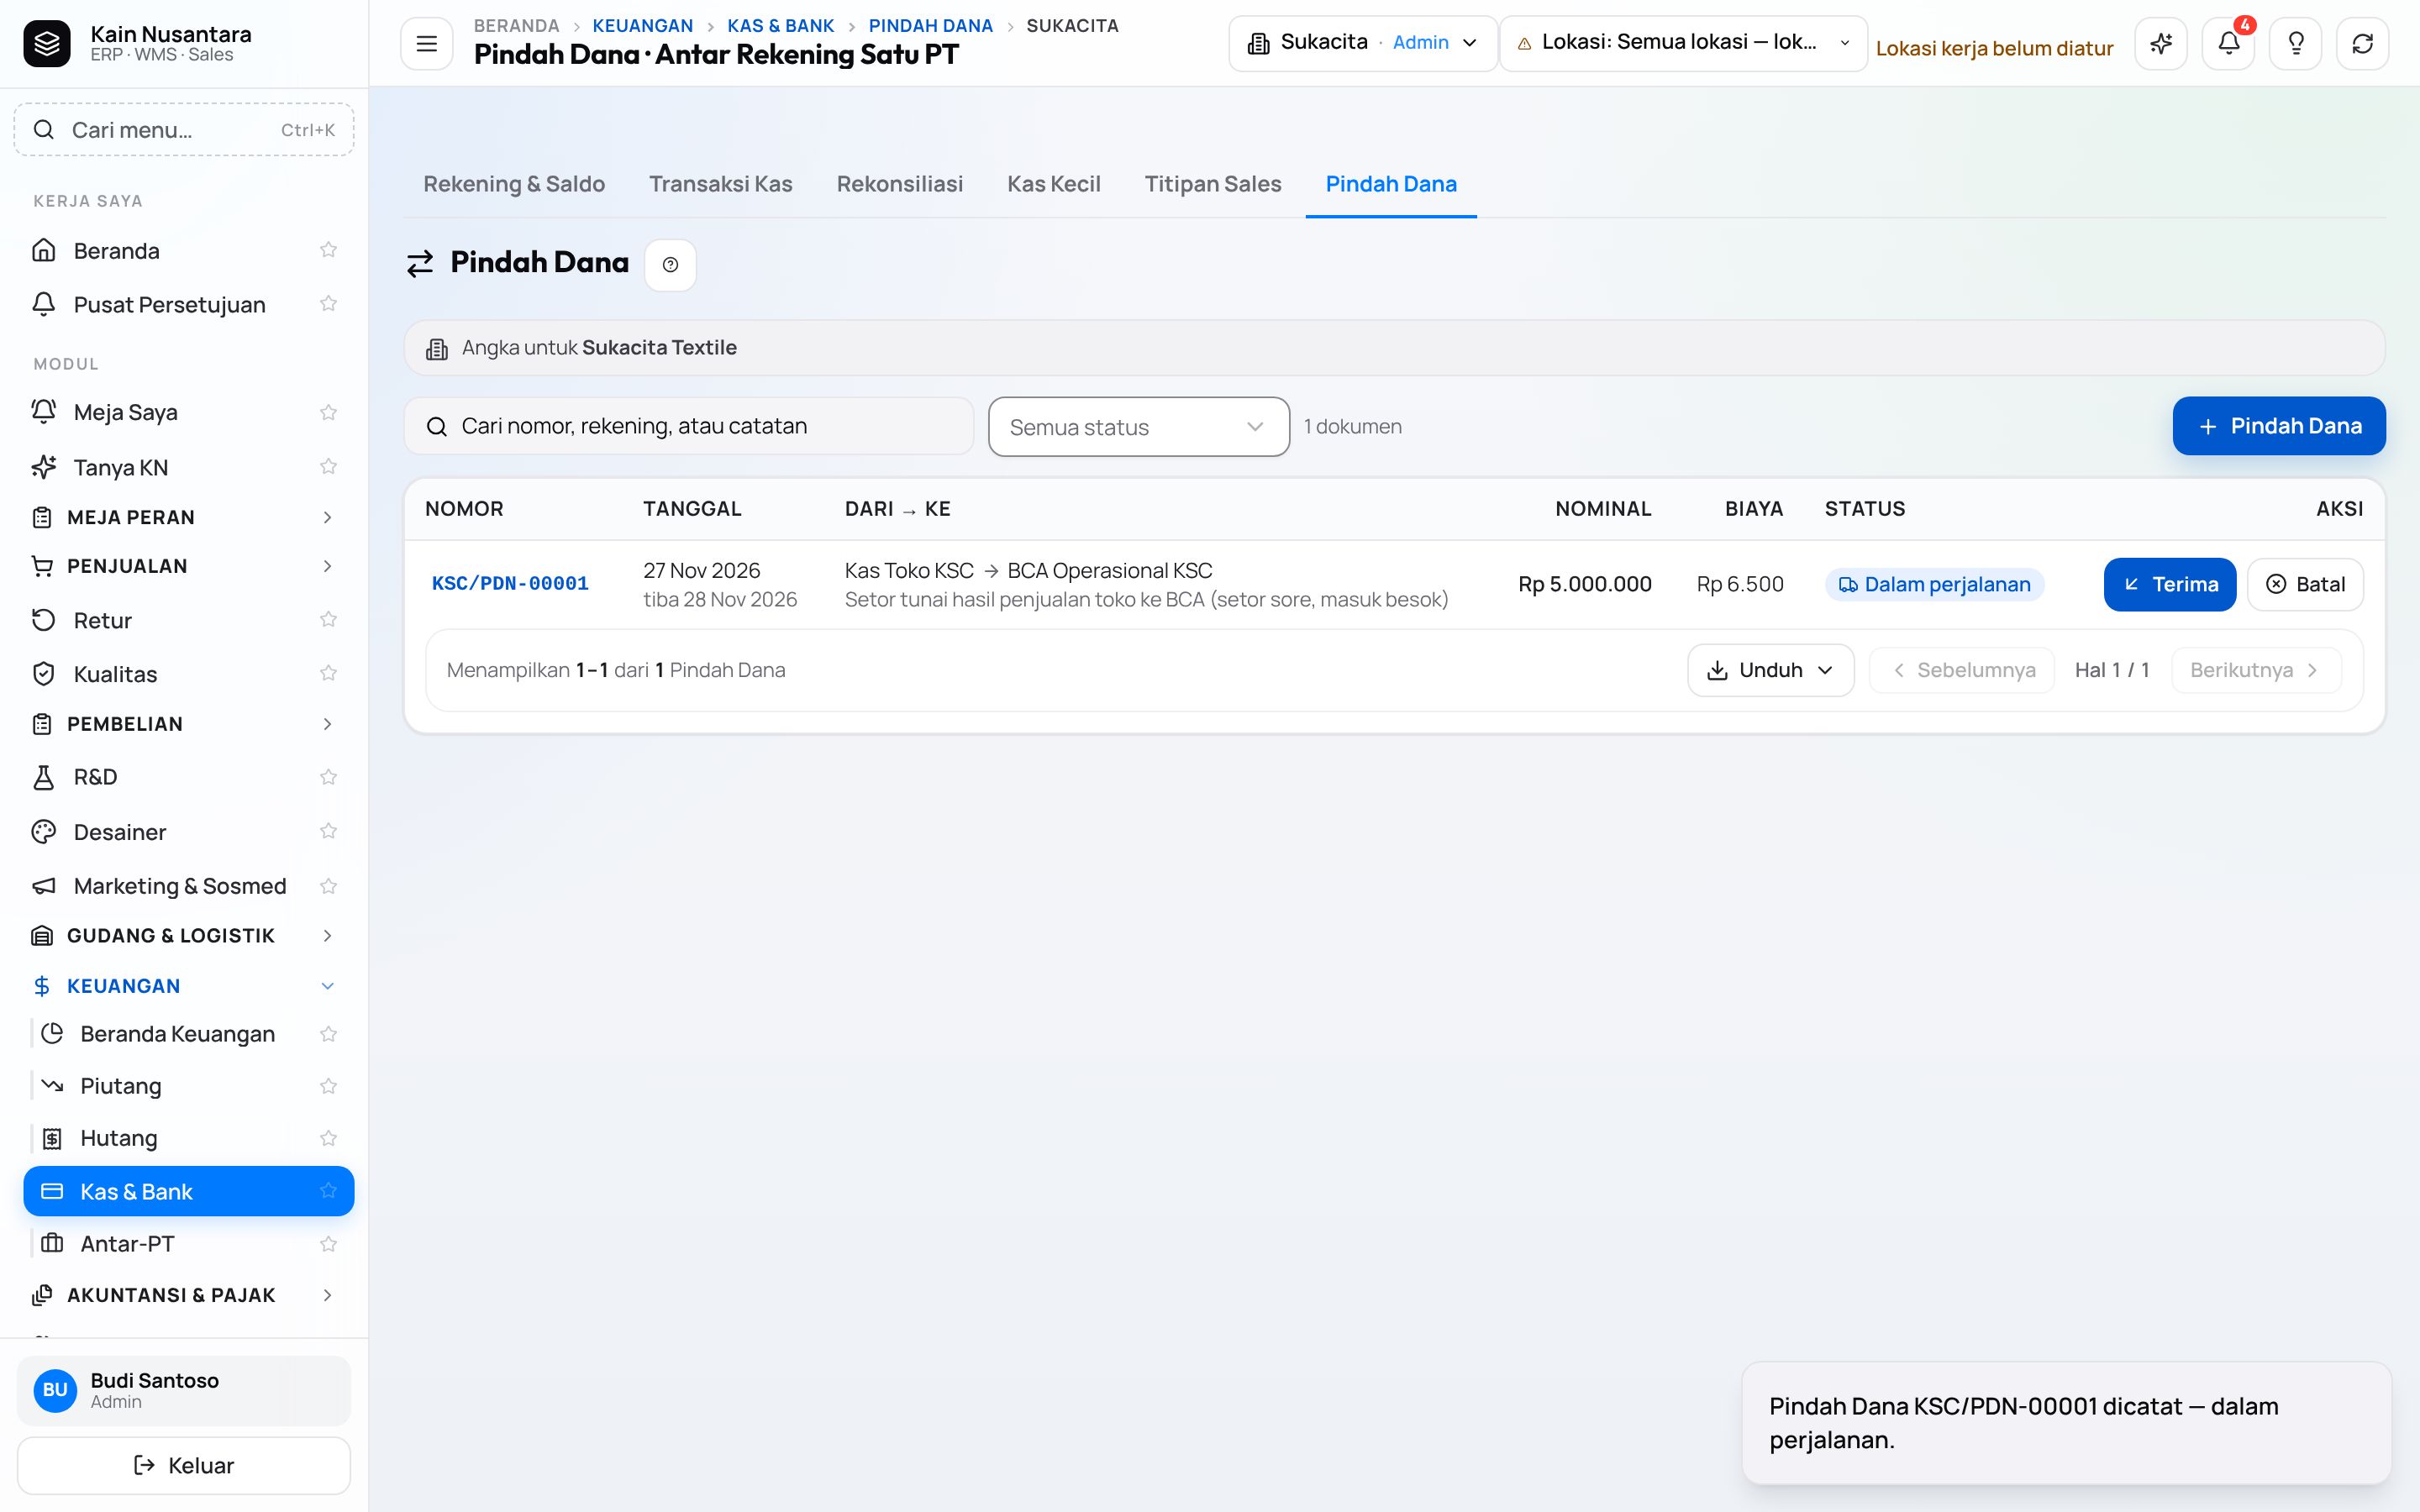 Kain Nusantara
ERP · WMS · Sales
Cari menu... Ctrl+K
KERJA SAYA
Beranda
Pusat Persetujuan
MODUL
Meja Saya
Tanya KN
MEJA PERAN
PENJUALAN
Retur
Kualitas
PEMBELIAN
R&D
Desainer
Marketing & Sosmed
GUDANG & LOGISTIK
KEUANGAN
Beranda Keuangan
Piutang
Hutang
Kas & Bank
Antar-PT
AKUNTANSI & PAJAK
BU
Budi Santoso
Admin
Keluar
BERANDA > KEUANGAN > KAS & BANK > PINDAH DANA > SUKACITA
Pindah Dana · Antar Rekening Satu PT
Sukacita · Admin
Lokasi: Semua lokasi — lok...
Lokasi kerja belum diatur
4
Rekening & Saldo Transaksi Kas Rekonsiliasi Kas Kecil Titipan Sales Pindah Dana
Pindah Dana
Angka untuk Sukacita Textile
Cari nomor, rekening, atau catatan
Semua status
1 dokumen
+ Pindah Dana
NOMOR TANGGAL DARI → KE NOMINAL BIAYA STATUS AKSI
KSC/PDN-00001
27 Nov 2026
tiba 28 Nov 2026
Kas Toko KSC → BCA Operasional KSC
Setor tunai hasil penjualan toko ke BCA (setor sore, masuk besok)
Rp 5.000.000
Rp 6.500
Dalam perjalanan
Terima
Batal
Menampilkan 1–1 dari 1 Pindah Dana
Unduh
Sebelumnya
Hal 1 / 1
Berikutnya
Pindah Dana KSC/PDN-00001 dicatat — dalam
perjalanan.